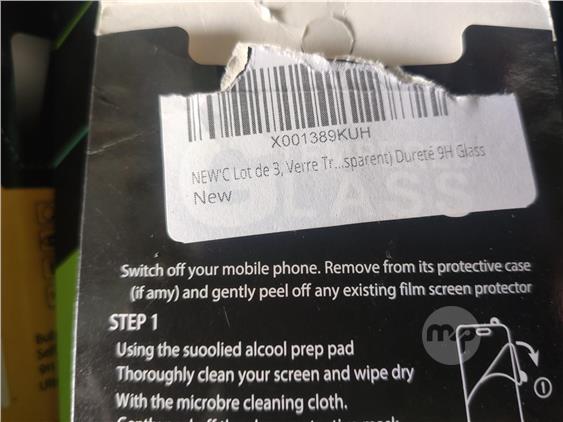 X001389KUH
NEW'C Lot de 3, Verre Tr...sparent) Dureté 9H Glass
New
GLASS
Switch off your mobile phone. Remove from its protective case
(if amy) and gently peel off any existing film screen protector
STEP 1
Using the suoolied alcool prep pad
Thoroughly clean your screen and wipe dry
With the microbre cleaning cloth.
1